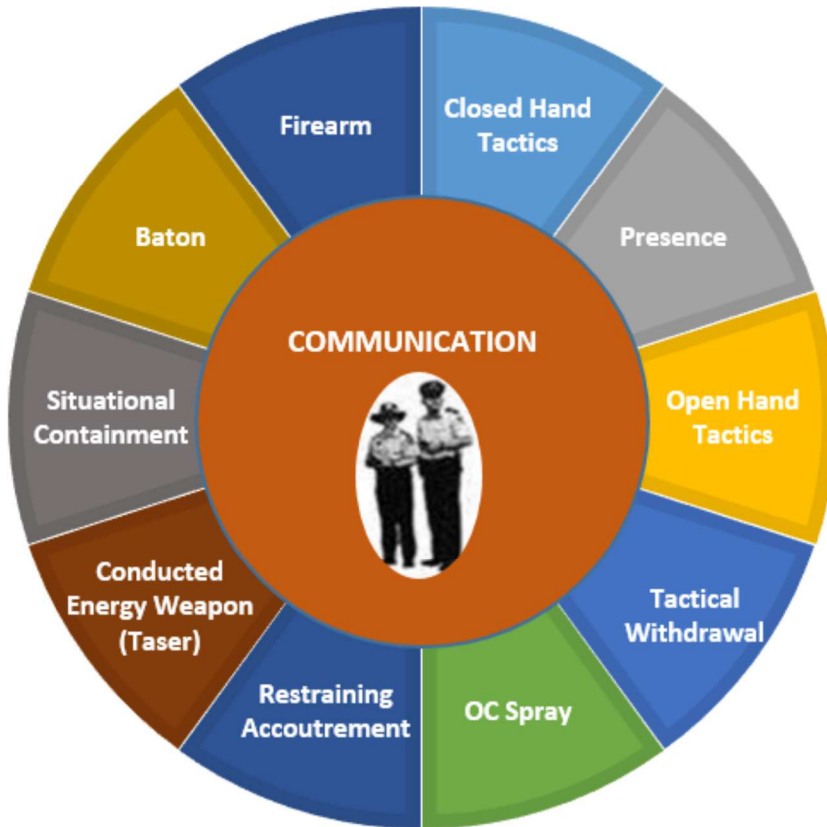 Firearm
Closed Hand
Tactics
Baton
Presence
COMMUNICATION
Situational
Containment
Open Hand
Tactics
Conducted
Energy Weapon
(Taser)
Tactical
Withdrawal
Restraining
Accoutrement
OC Spray